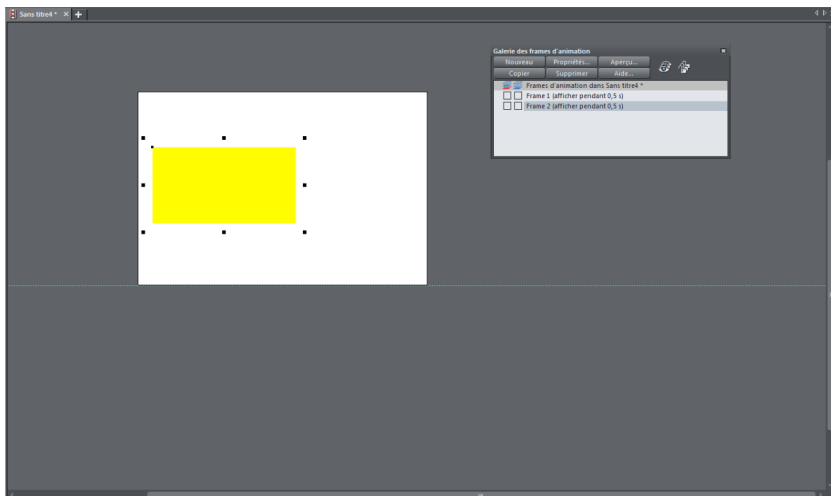 Sans titre4 *
Galerie des frames d'animation
Nouveau Propriétés... Aperçu...
Copier Supprimer Aide...
Frames d'animation dans Sans titre4 *
Frame 1 (afficher pendant 0,5 s)
Frame 2 (afficher pendant 0,5 s)